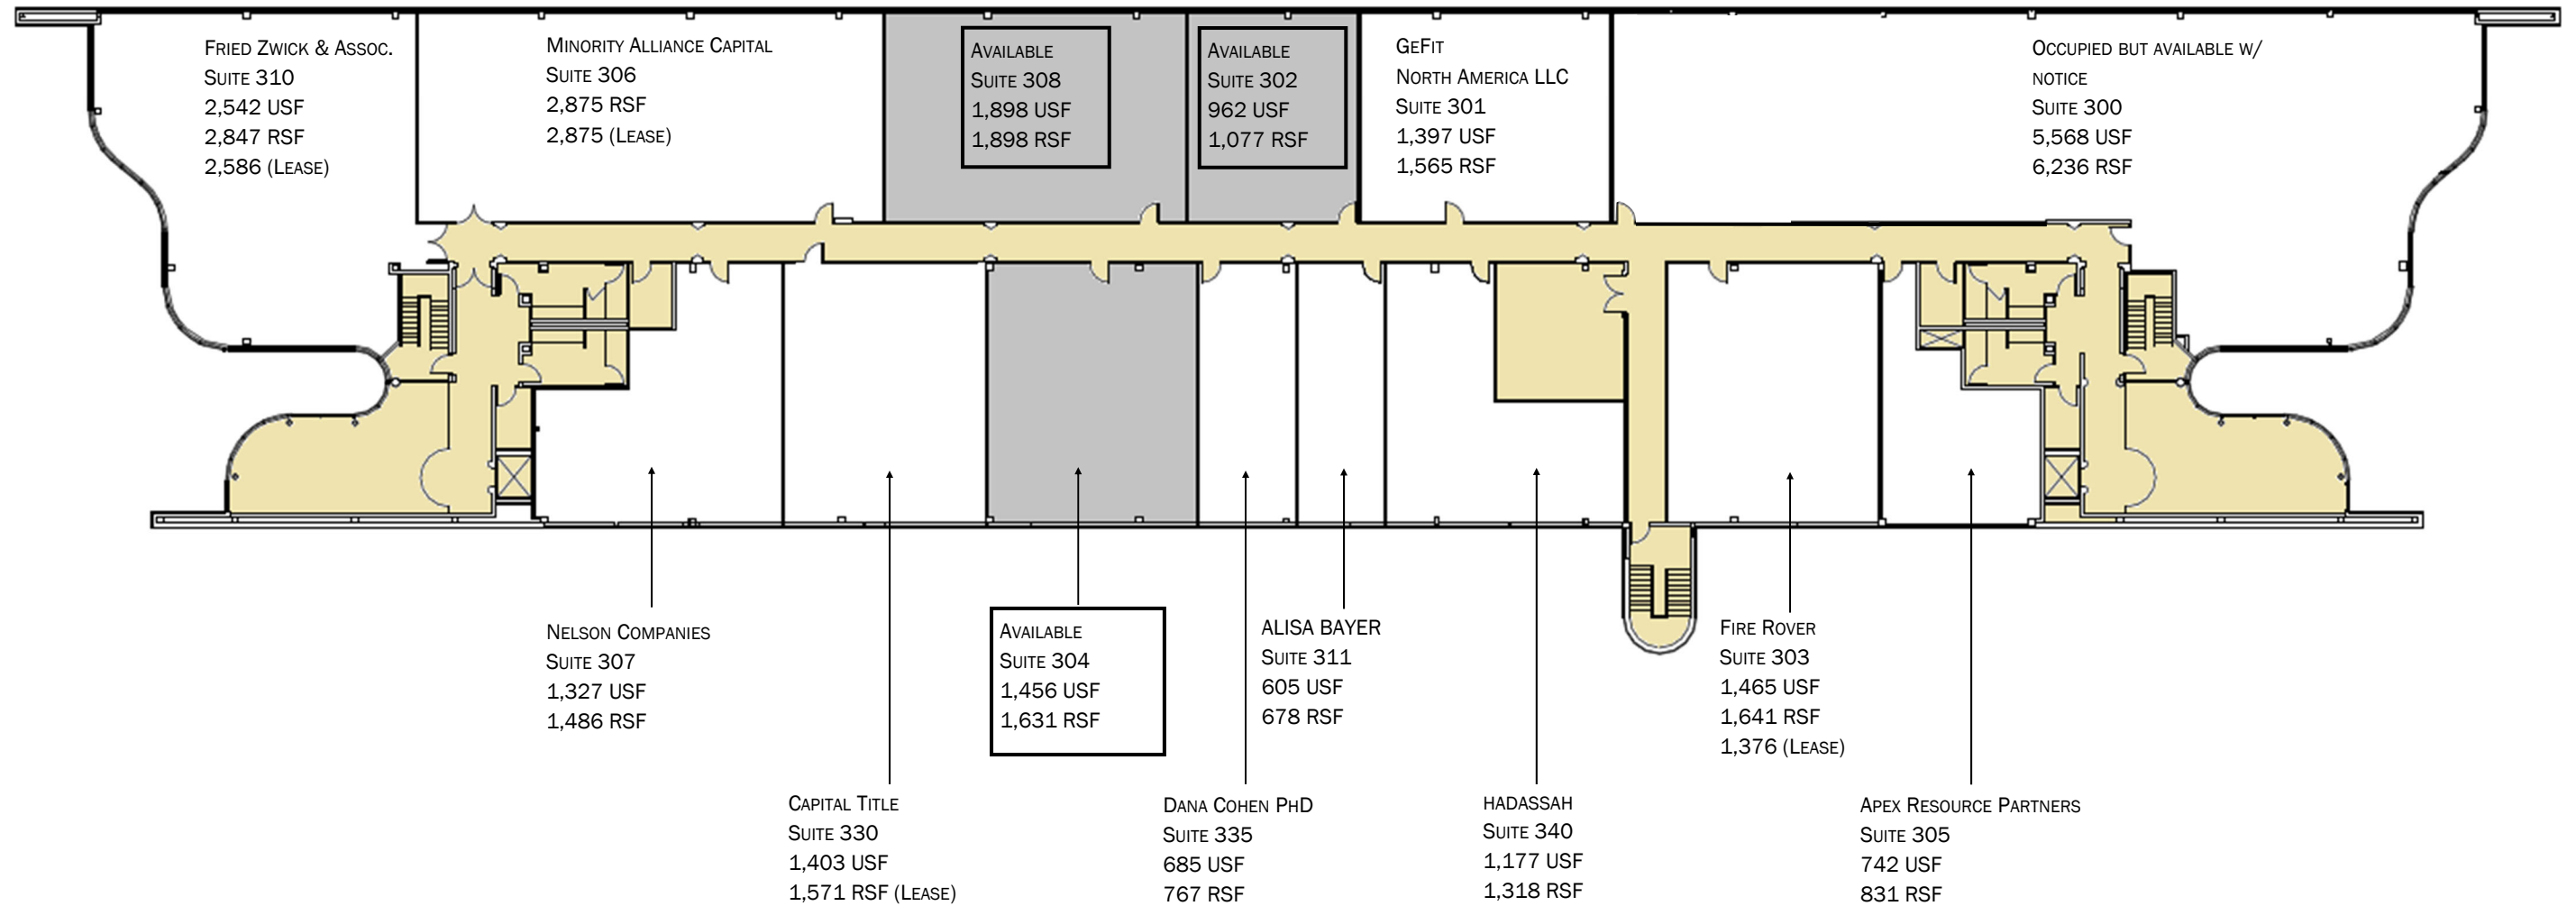 Fried Zwick & Assoc.
Suite 310
2,542 USF
2,847 RSF
2,586 (Lease)
Minority Alliance Capital
Suite 306
2,875 RSF
2,875 (Lease)
Available
Suite 308
1,898 USF
1,898 RSF
Available
Suite 302
962 USF
1,077 RSF
GeFit
North America LLC
Suite 301
1,397 USF
1,565 RSF
Occupied but available w/
notice
Suite 300
5,568 USF
6,236 RSF
Nelson Companies
Suite 307
1,327 USF
1,486 RSF
Available
Suite 304
1,456 USF
1,631 RSF
ALISA BAYER
Suite 311
605 USF
678 RSF
Fire Rover
Suite 303
1,465 USF
1,641 RSF
1,376 (Lease)
Capital Title
Suite 330
1,403 USF
1,571 RSF (Lease)
Dana Cohen PhD
Suite 335
685 USF
767 RSF
HADASSAH
Suite 340
1,177 USF
1,318 RSF
Apex Resource Partners
Suite 305
742 USF
831 RSF